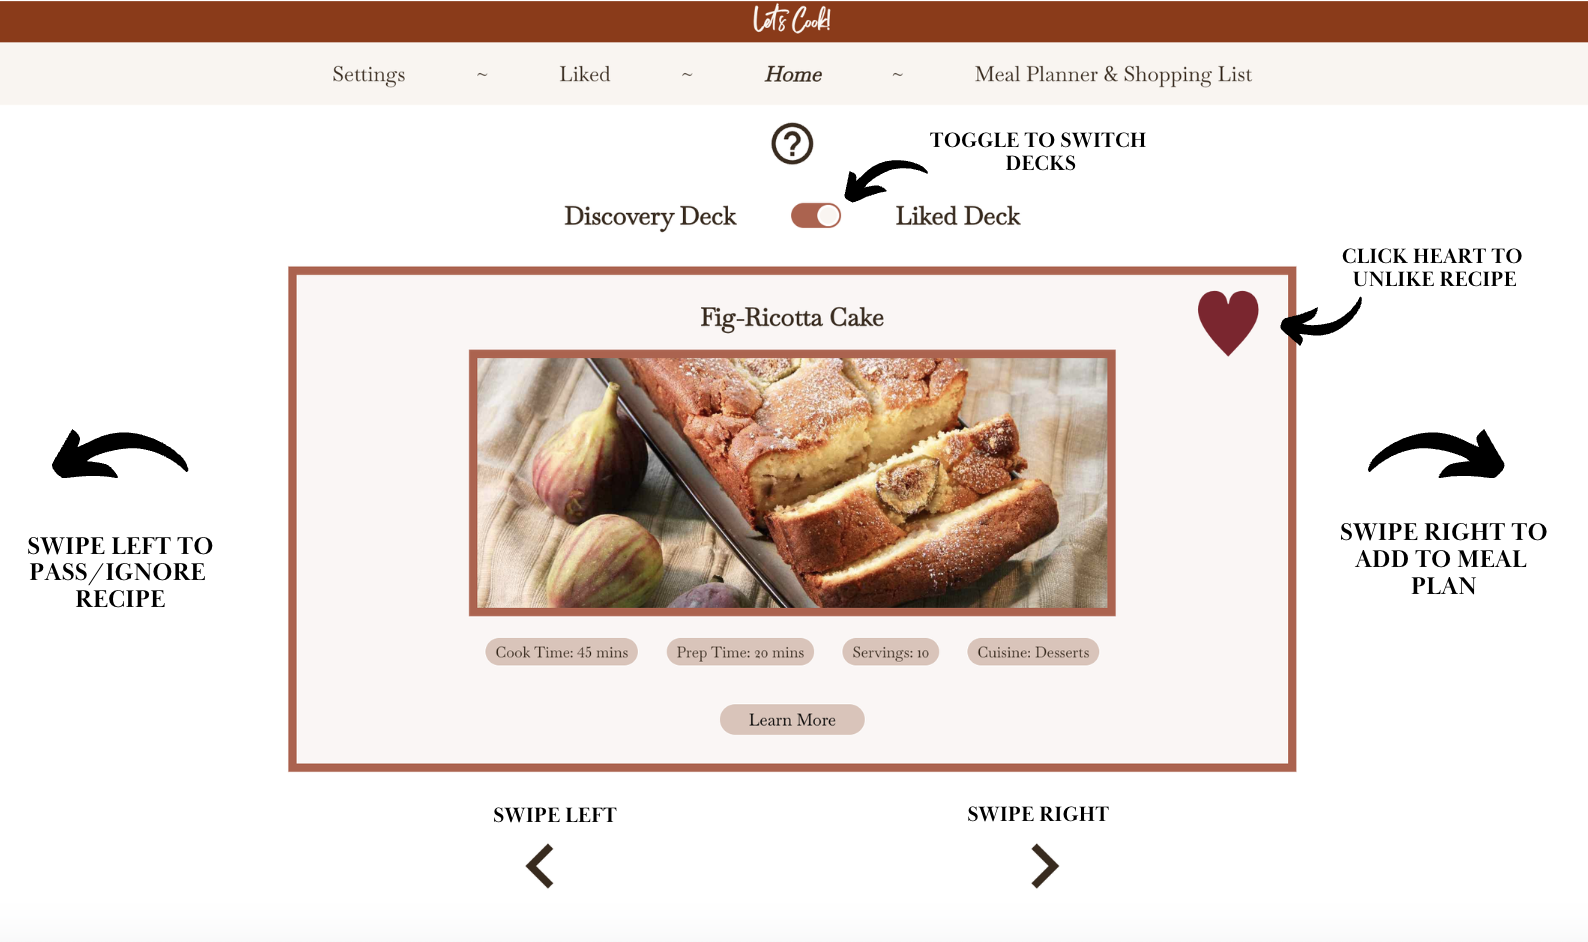 Let's Cook!
Settings ~ Liked ~ Home ~ Meal Planner & Shopping List
?
TOGGLE TO SWITCH
DECKS
Discovery Deck
Liked Deck
CLICK HEART TO
UNLIKE RECIPE
Fig-Ricotta Cake
SWIPE LEFT TO
PASS/IGNORE
RECIPE
SWIPE RIGHT TO
ADD TO MEAL
PLAN
Cook Time: 45 mins
Prep Time: 20 mins
Servings: 10
Cuisine: Desserts
Learn More
SWIPE LEFT
SWIPE RIGHT